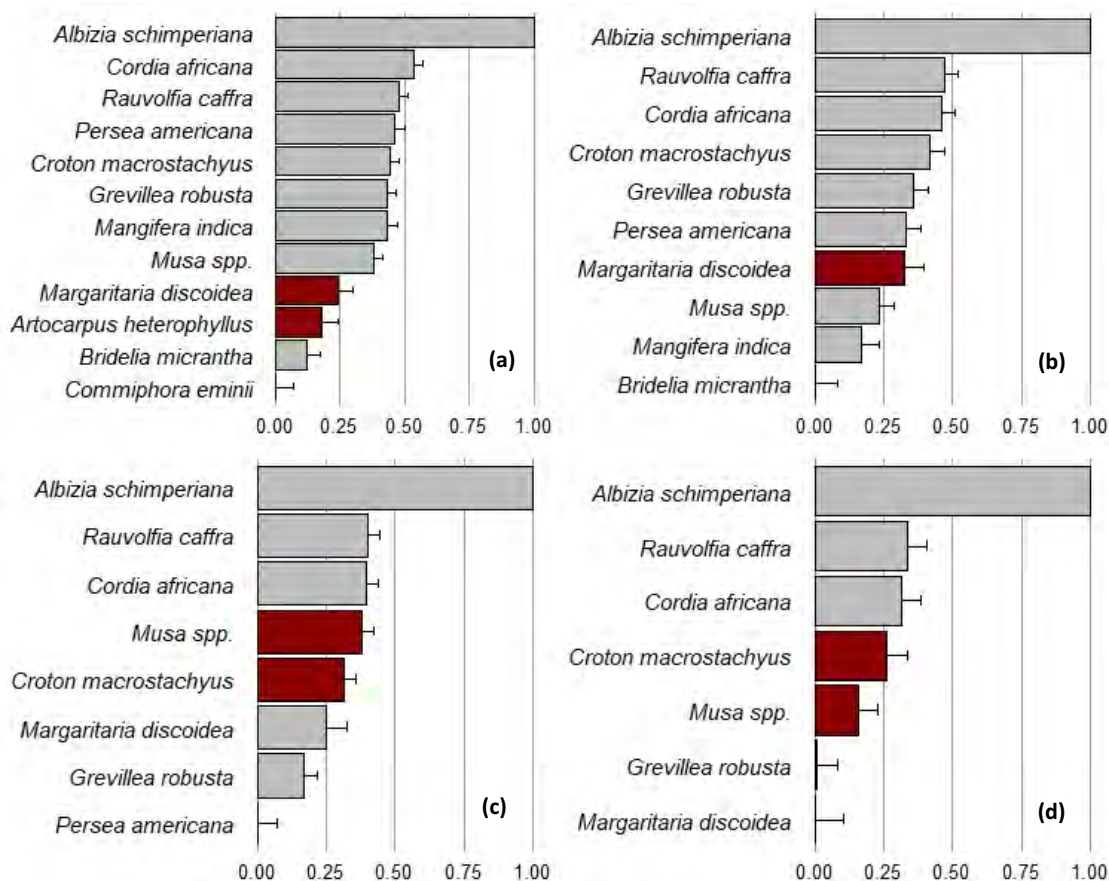 Albizia schimperiana
Cordia africana
Rauvolfia caffra
Persea americana
Croton macrostachyus
Grevillea robusta
Mangifera indica
Musa spp.
Margaritaria discoidea
Artocarpus heterophyllus
Bridelia micrantha
Commiphora eminii
(a)
0.00 0.25 0.50 0.75 1.00
Albizia schimperiana
Rauvolfia caffra
Cordia africana
Croton macrostachyus
Grevillea robusta
Persea americana
Margaritaria discoidea
Musa spp.
Mangifera indica
Bridelia micrantha
(b)
0.00 0.25 0.50 0.75 1.00
Albizia schimperiana
Rauvolfia caffra
Cordia africana
Musa spp.
Croton macrostachyus
Margaritaria discoidea
Grevillea robusta
Persea americana
(c)
0.00 0.25 0.50 0.75 1.00
Albizia schimperiana
Rauvolfia caffra
Cordia africana
Croton macrostachyus
Musa spp.
Grevillea robusta
Margaritaria discoidea
(d)
0.00 0.25 0.50 0.75 1.00